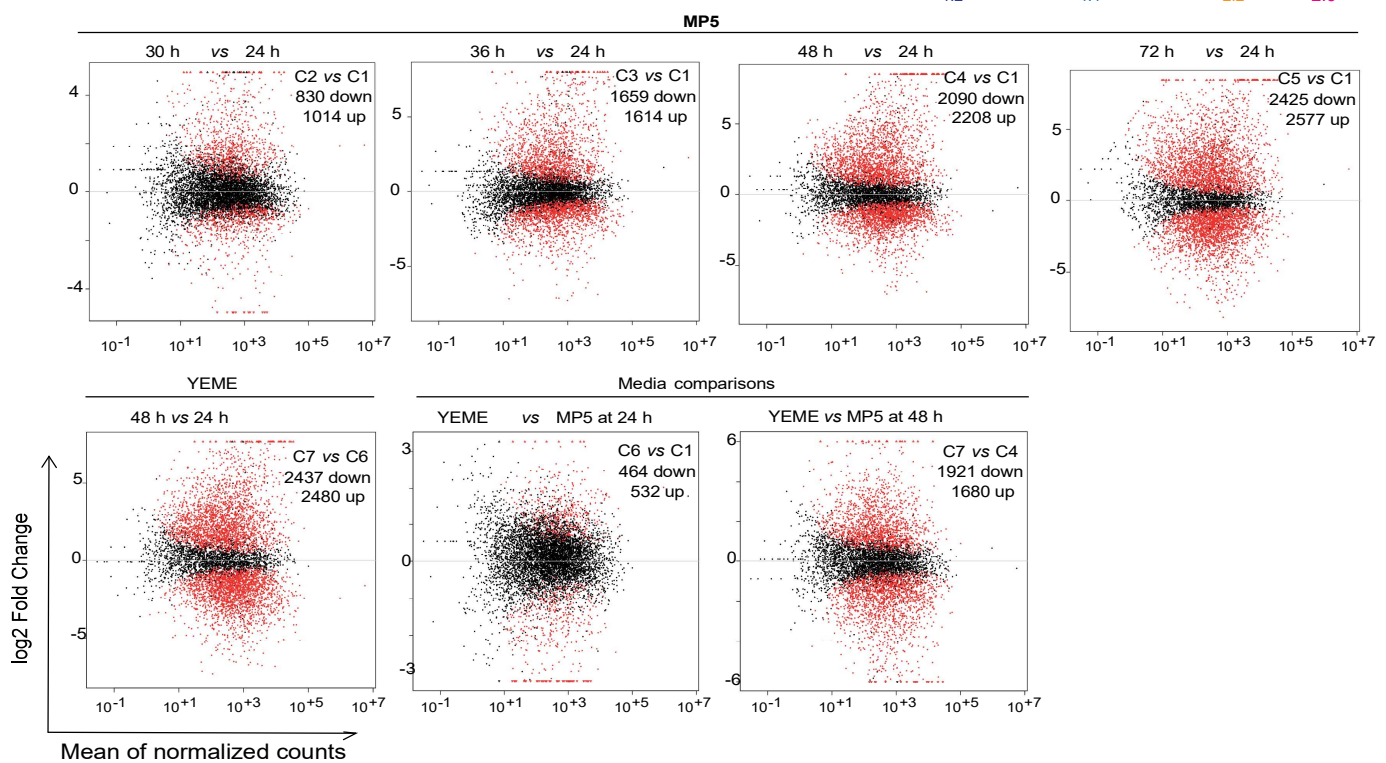 MP5
30 h vs 24 h
C2 vs C1
830 down
1014 up
4
0
-4
10-1 10+1 10+3 10+5 10+7
36 h vs 24 h
C3 vs C1
1659 down
1614 up
5
0
-5
10-1 10+1 10+3 10+5 10+7
48 h vs 24 h
C4 vs C1
2090 down
2208 up
5
0
-5
10-1 10+1 10+3 10+5 10+7
72 h vs 24 h
C5 vs C1
2425 down
2577 up
5
0
-5
10-1 10+1 10+3 10+5 10+7
YEME
48 h vs 24 h
C7 vs C6
2437 down
2480 up
5
0
-5
10-1 10+1 10+3 10+5 10+7
Media comparisons
YEME vs MP5 at 24 h
C6 vs C1
464 down
532 up
3
0
-3
10-1 10+1 10+3 10+5 10+7
YEME vs MP5 at 48 h
C7 vs C4
1921 down
1680 up
6
0
-6
10-1 10+1 10+3 10+5 10+7
log2 Fold Change
Mean of normalized counts